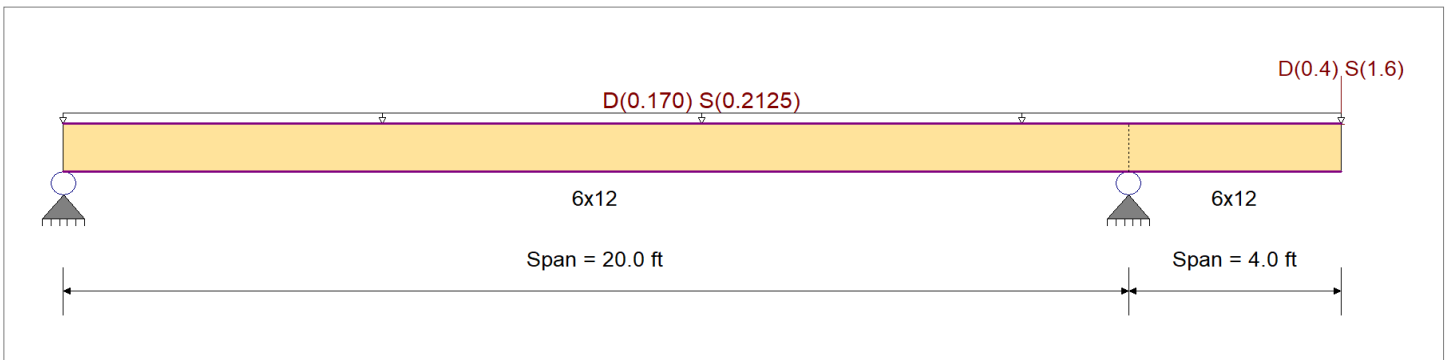 D(0.4) S(1.6)
D(0.170) S(0.2125)
6x12 6x12
Span = 20.0 ft Span = 4.0 ft